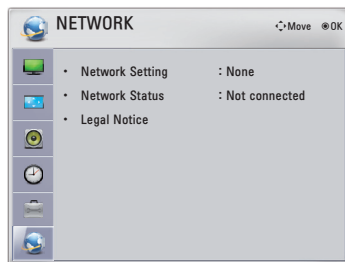 NETWORK Move OK
• Network Setting : None
• Network Status : Not connected
• Legal Notice